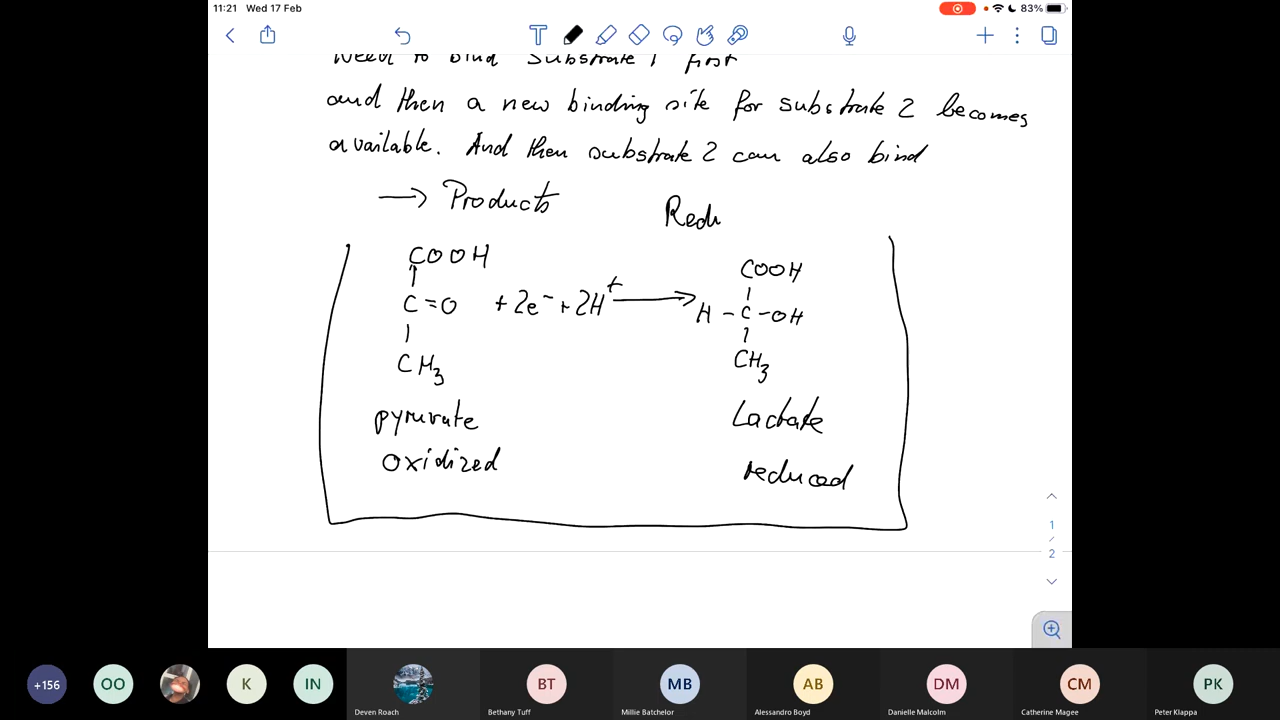 11:21 Wed 17 Feb
83%
T
Need to bind substrate 1 first
and then a new binding site for substrate 2 becomes
available. And then substrate 2 can also bind
→ Products
Redu
COOH
C=O + 2e⁻ + 2H⁺ →
CH₃
pyruvate
oxidized
COOH
H - C - OH
CH₃
Lactate
reduced
1
/
2
+156
OO
K
IN
BT
MB
AB
DM
CM
PK
Deven Roach
Bethany Tuff
Millie Batchelor
Alessandro Boyd
Danielle Malcolm
Catherine Magee
Peter Klappa